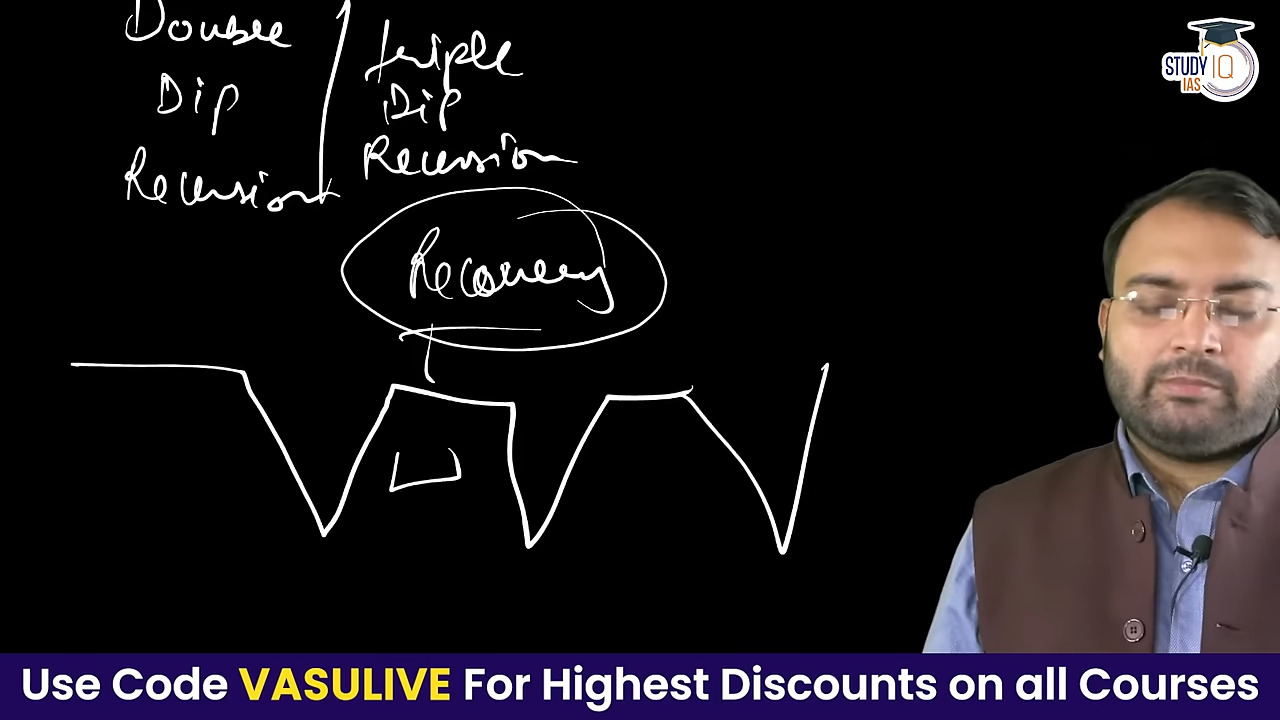 Double
Dip
Recession
triple
Dip
Recession
Recovery
STUDY IQ
IAS
Use Code VASULIVE For Highest Discounts on all Courses